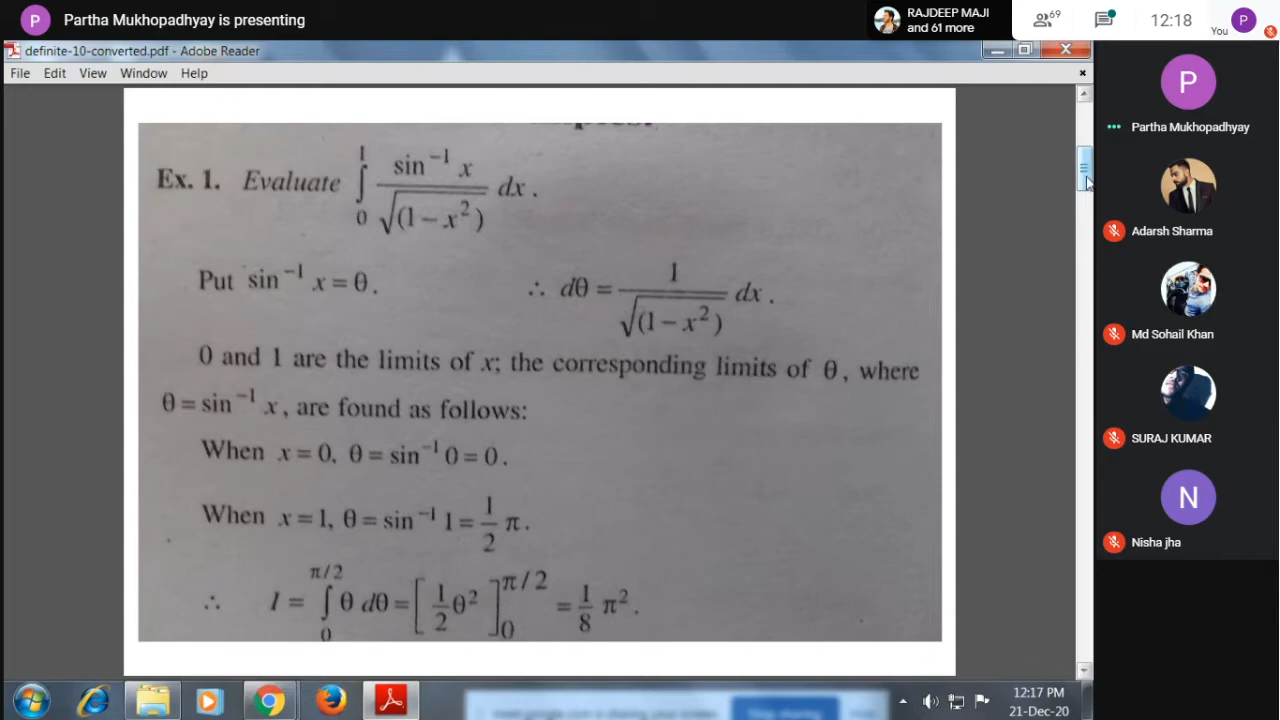 P Partha Mukhopadhyay is presenting
RAJDEEP MAJI
and 61 more
69
12:18
You
P
definite-10-converted.pdf - Adobe Reader
File Edit View Window Help
Ex. 1. Evaluate ∫₀¹ sin⁻¹ x / √(1 – x²) dx .
Put sin⁻¹ x = θ . ∴ dθ = 1 / √(1 – x²) dx .
0 and 1 are the limits of x; the corresponding limits of θ , where
θ = sin⁻¹ x , are found as follows:
When x = 0, θ = sin⁻¹ 0 = 0 .
When x = 1, θ = sin⁻¹ 1 = 1/2 π .
∴ I = ∫₀^(π/2) θ dθ = [ 1/2 θ² ]₀^(π/2) = 1/8 π² .
P
Partha Mukhopadhyay
Adarsh Sharma
Md Sohail Khan
SURAJ KUMAR
N
Nisha jha
12:17 PM
21-Dec-20